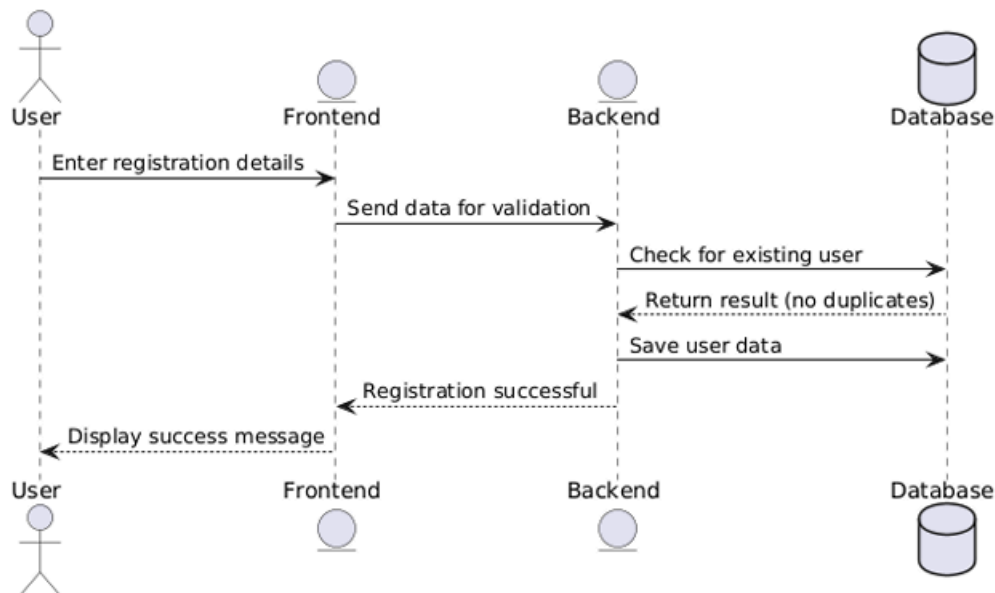 User
Frontend
Backend
Database
Enter registration details
Send data for validation
Check for existing user
Return result (no duplicates)
Save user data
Registration successful
Display success message
User
Frontend
Backend
Database